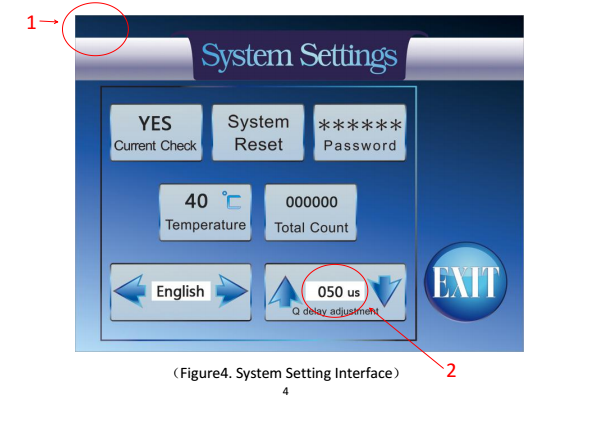 1
System Settings
YES
Current Check
System
Reset
******
Password
40 ℃
Temperature
000000
Total Count
English
050 us
Q delay adjustment
EXIT
2
（Figure4. System Setting Interface）
4